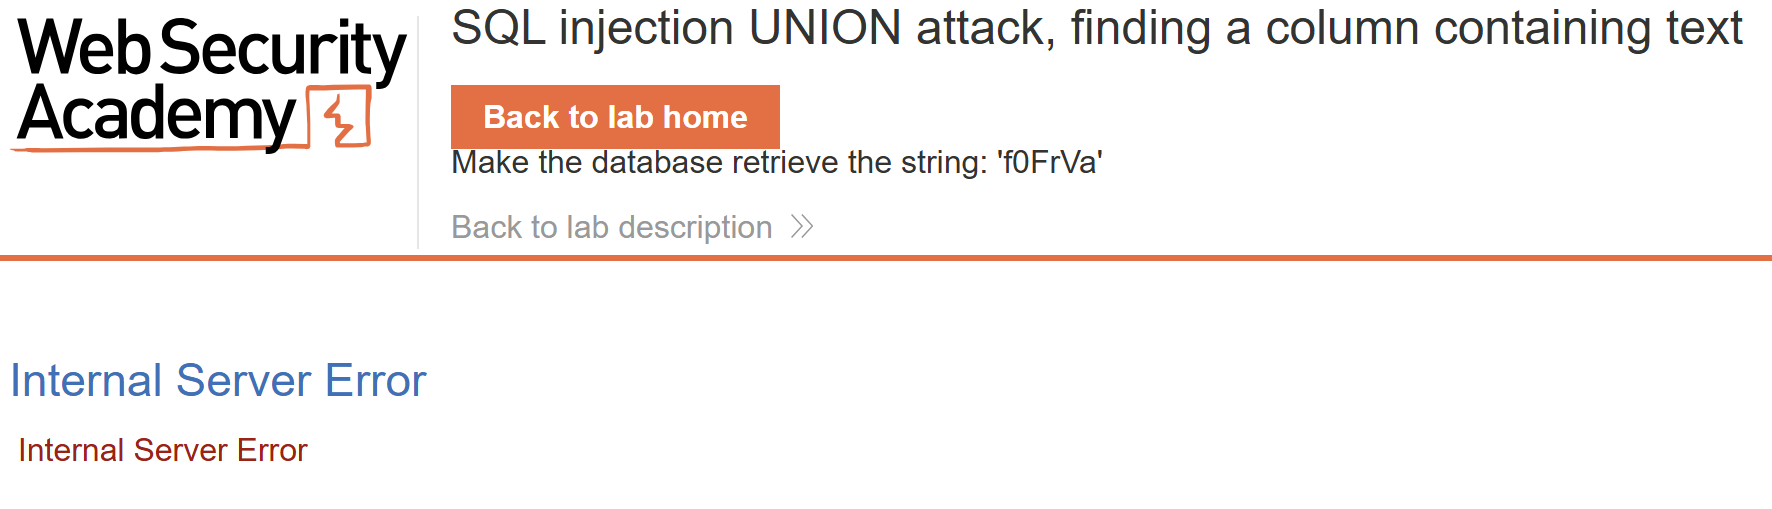 Web Security
Academy
SQL injection UNION attack, finding a column containing text
Back to lab home
Make the database retrieve the string: 'f0FrVa'
Back to lab description
Internal Server Error
Internal Server Error